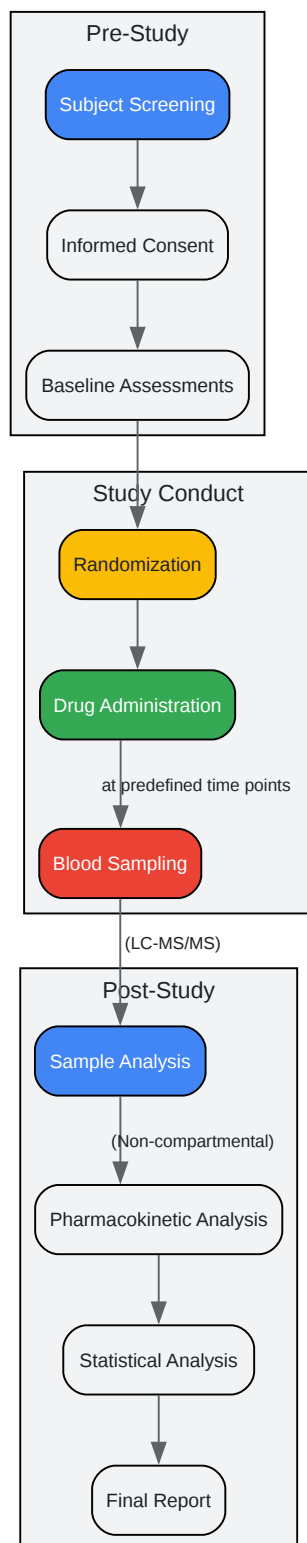 Pre-Study
Subject Screening
Informed Consent
Baseline Assessments
Study Conduct
Randomization
Drug Administration
at predefined time points
Blood Sampling
(LC-MS/MS)
Post-Study
Sample Analysis
(Non-compartmental)
Pharmacokinetic Analysis
Statistical Analysis
Final Report